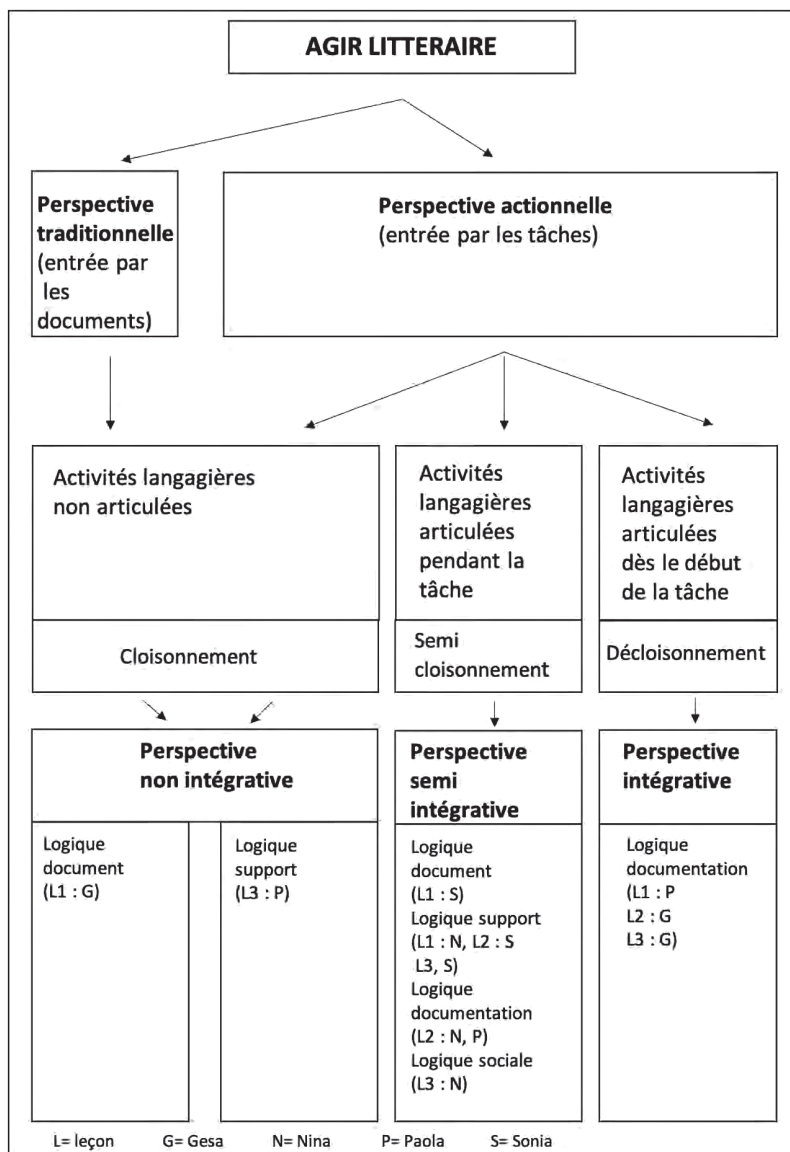 AGIR LITTERAIRE
Perspective
traditionnelle
(entrée par
les
documents)
Perspective actionnelle
(entrée par les tâches)
Activités langagières
non articulées
Cloisonnement
Activités
langagières
articulées
pendant la
tâche
Semi
cloisonnement
Activités
langagières
articulées
dès le début
de la tâche
Décloisonnement
Perspective
non intégrative
Logique
document
(L1 : G)
Logique
support
(L3 : P)
Perspective
semi
intégrative
Logique
document
(L1 : S)
Logique support
(L1 : N, L2 : S
L3, S)
Logique
documentation
(L2 : N, P)
Logique sociale
(L3 : N)
Perspective
intégrative
Logique
documentation
(L1 : P
L2 : G
L3 : G)
L= leçon G= Gesa N= Nina P= Paola S= Sonia